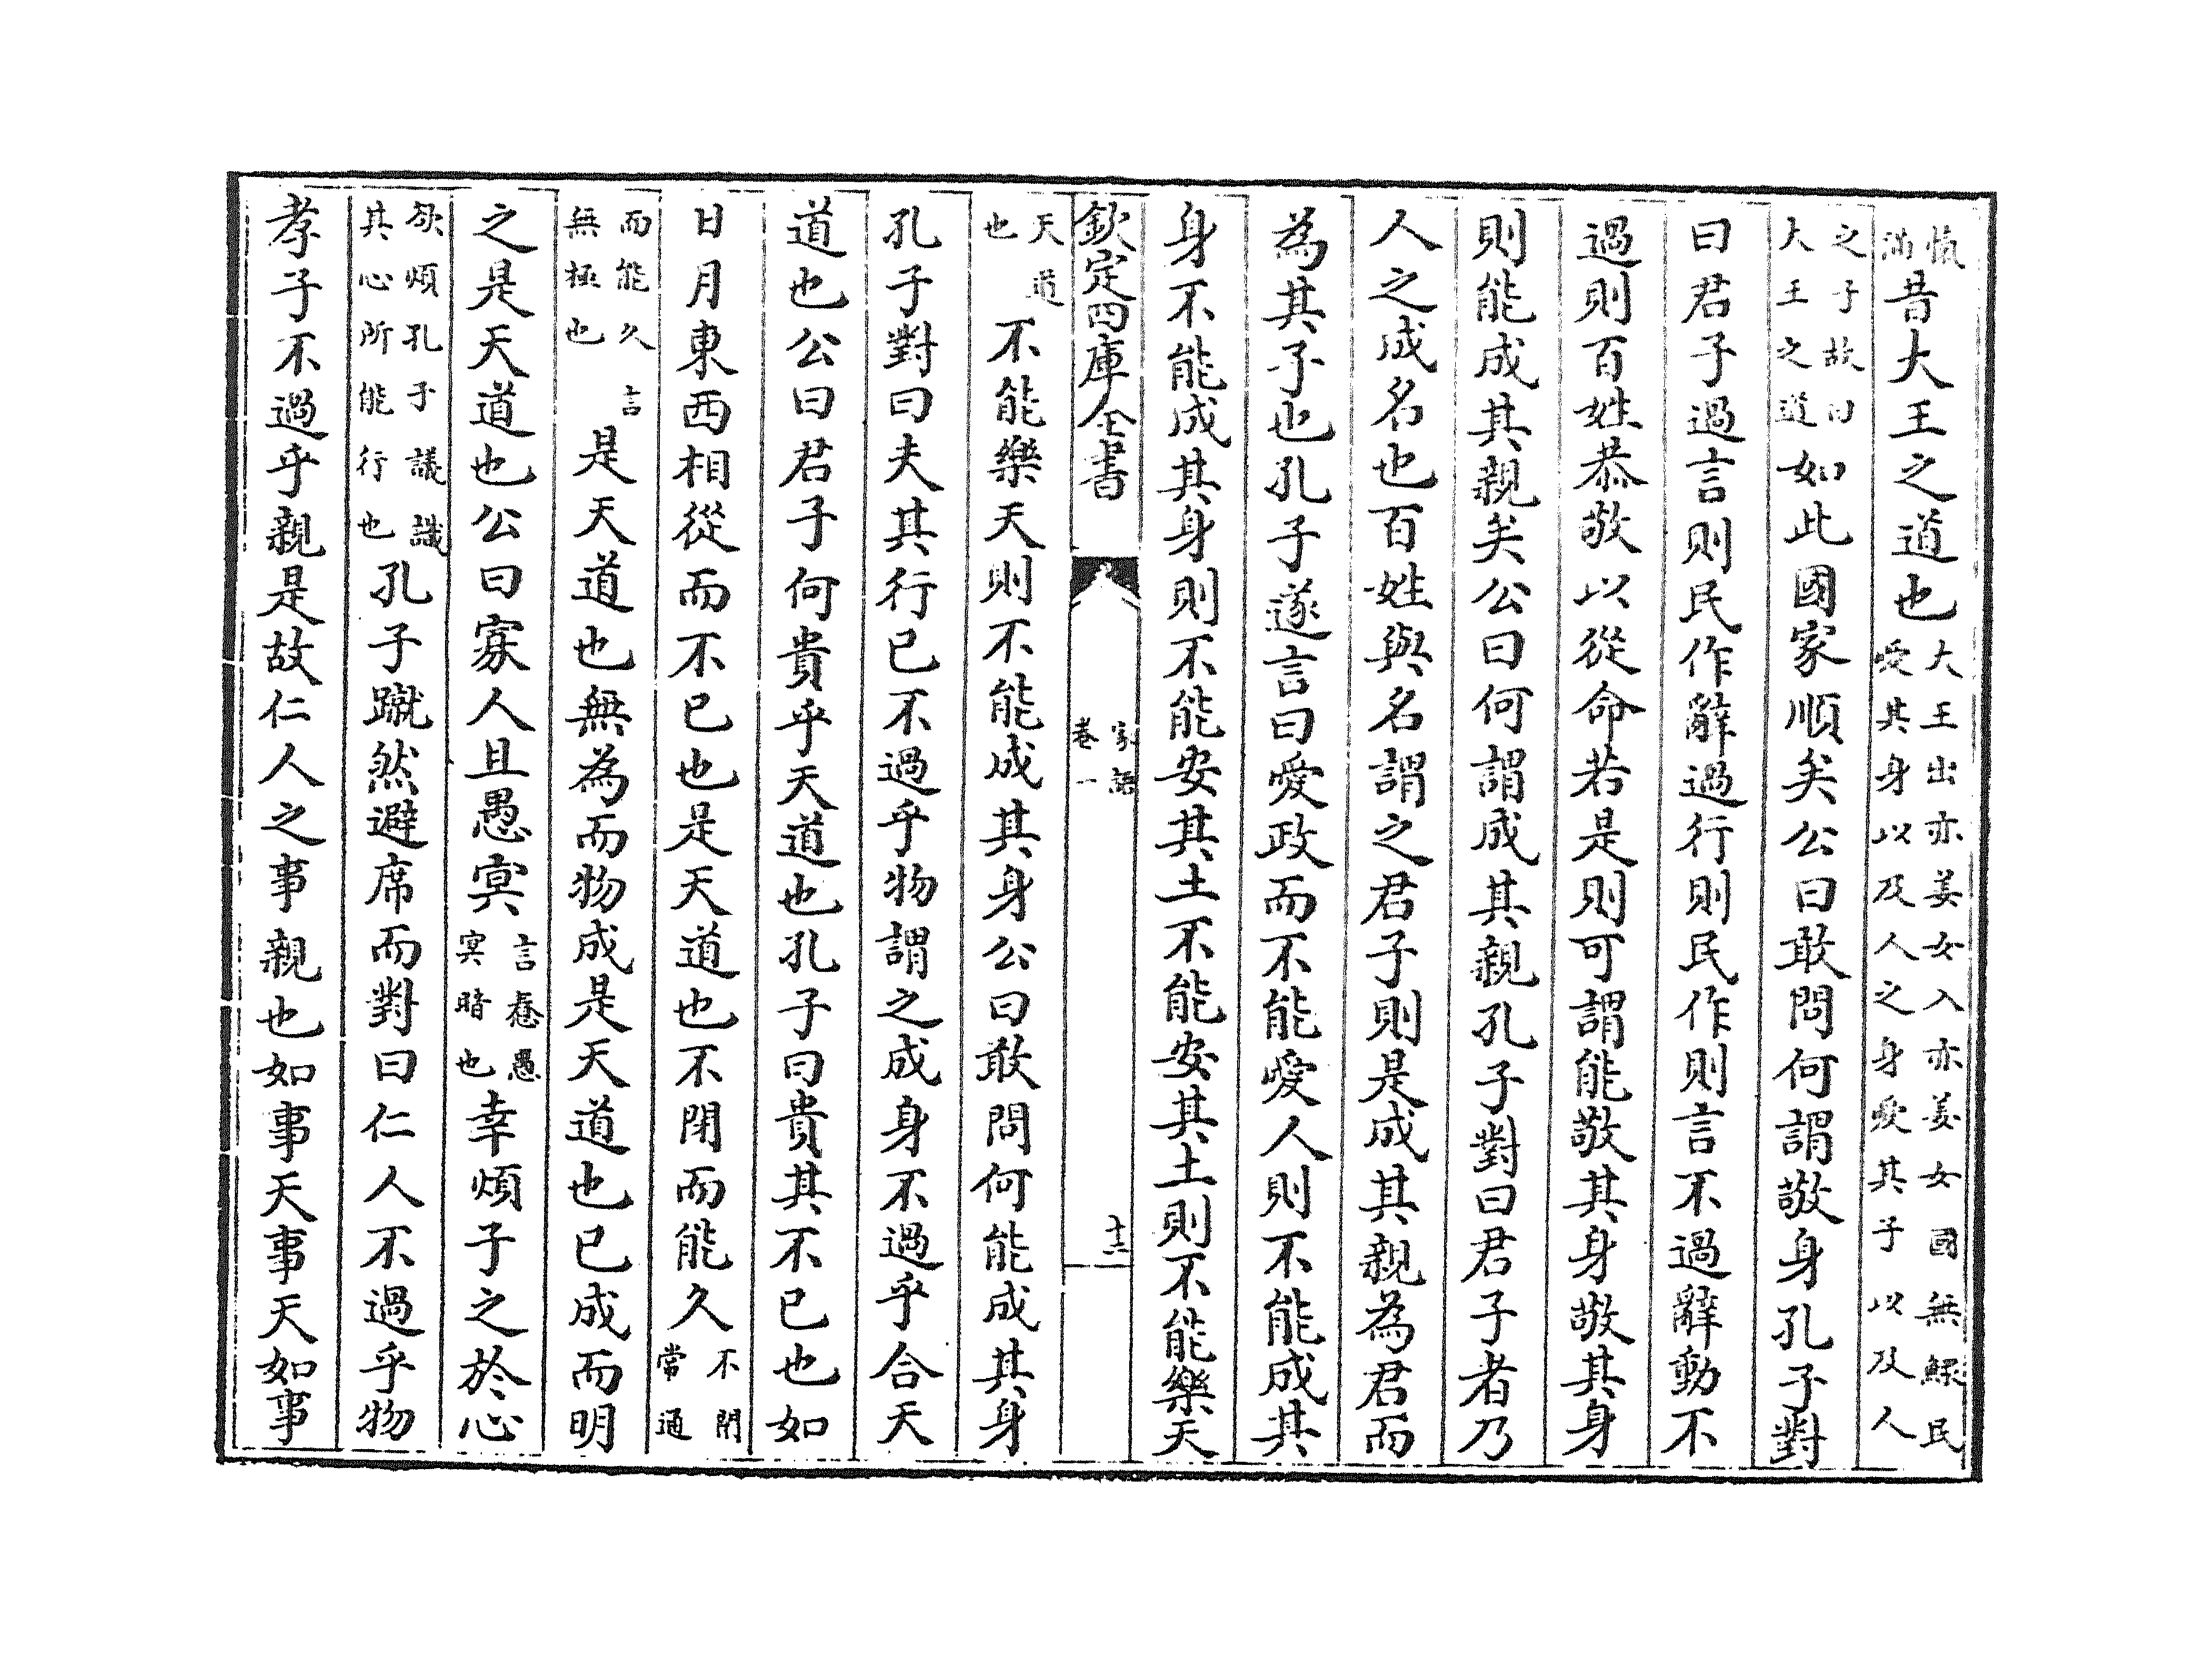 愾滿昔大王之道也大王出亦姜女入亦姜女國無鰥民愛其身以及人之身愛其子以及人
之子故曰大王之道如此國家順矣公曰敢問何謂敬身孔子對
曰君子過言則民作辭過行則民作則言不過辭動不
過則百姓恭敬以從命若是則可謂能敬其身敬其身
則能成其親矣公曰何謂成其親孔子對曰君子者乃
人之成名也百姓與名謂之君子則是成其親為君而
為其子也孔子遂言曰愛政而不能愛人則不能成其
身不能成其身則不能安其土不能安其土則不能樂天
欽定四庫全書 家語卷一 十二
天道也不能樂天則不能成其身公曰敢問何能成其身
孔子對曰夫其行已不過乎物謂之成身不過乎合天
道也公曰君子何貴乎天道也孔子曰貴其不已也如
日月東西相從而不已也是天道也不閉而能久不閉常通
而能久言無極也是天道也無為而物成是天道也已成而明
之是天道也公曰寡人且愚冥言惷愚冥暗也幸煩子之於心
欲煩孔子議識其心所能行也孔子蹴然避席而對曰仁人不過乎物
孝子不過乎親是故仁人之事親也如事天事天如事